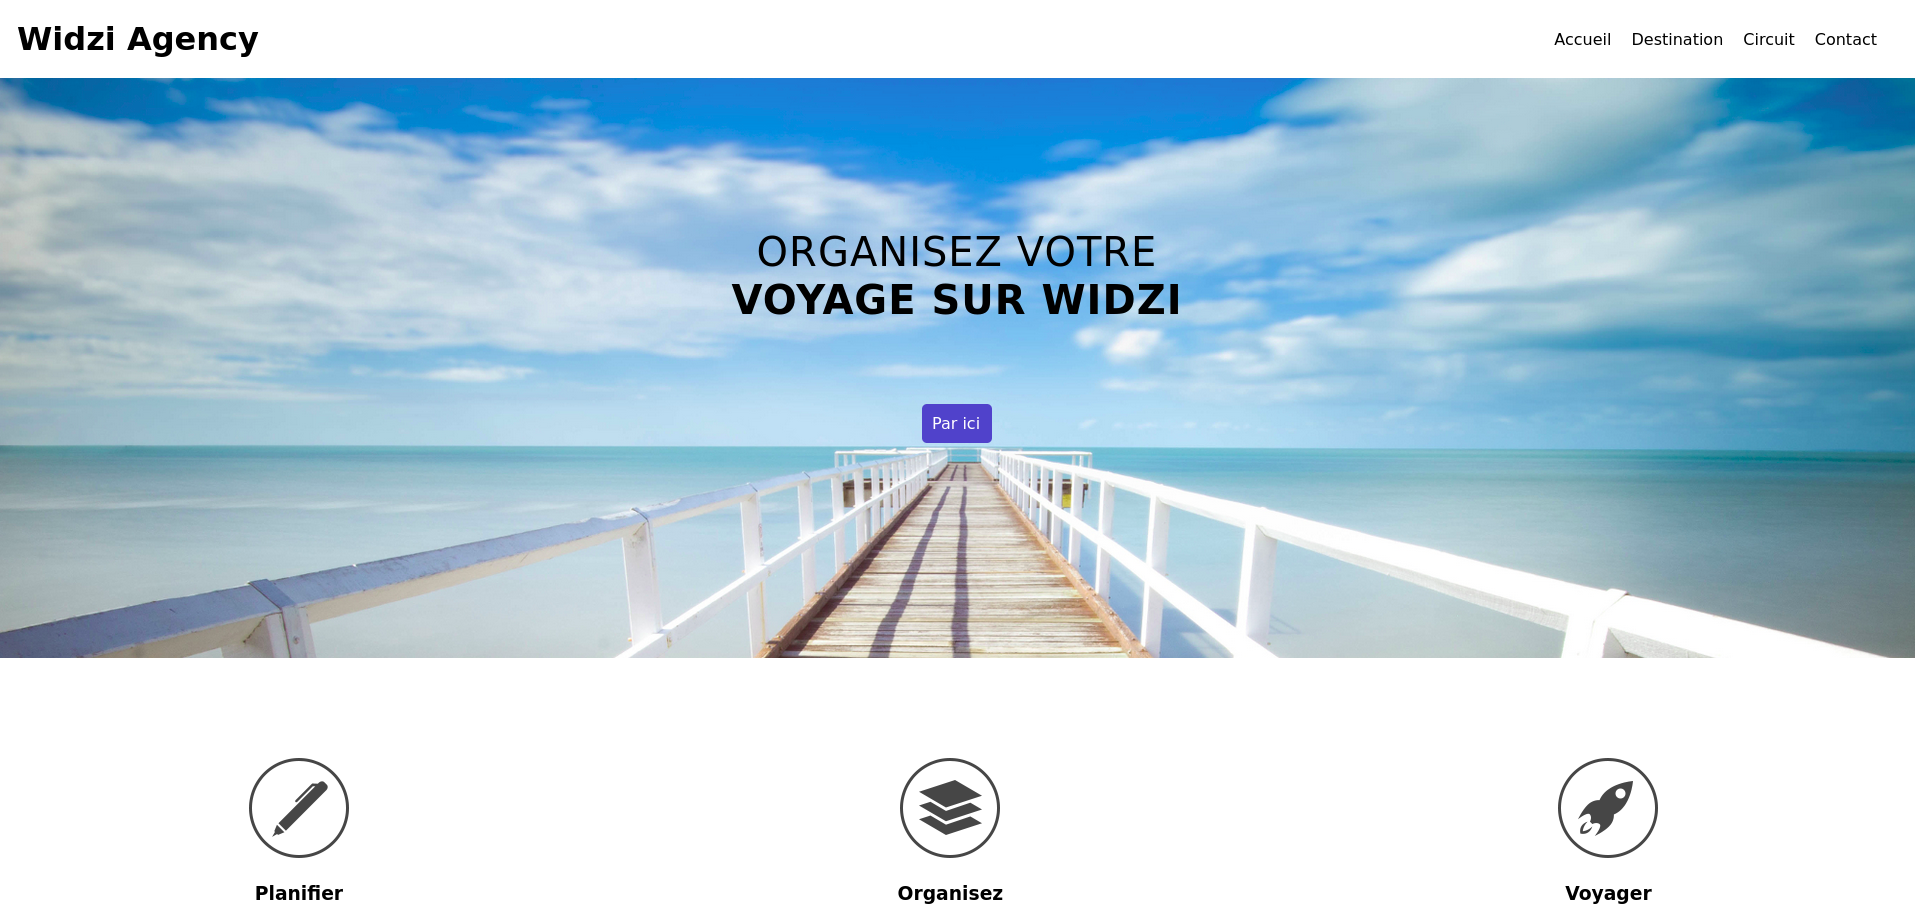 Widzi Agency
Accueil Destination Circuit Contact
ORGANISEZ VOTRE
VOYAGE SUR WIDZI
Par ici
Planifier Organisez Voyager